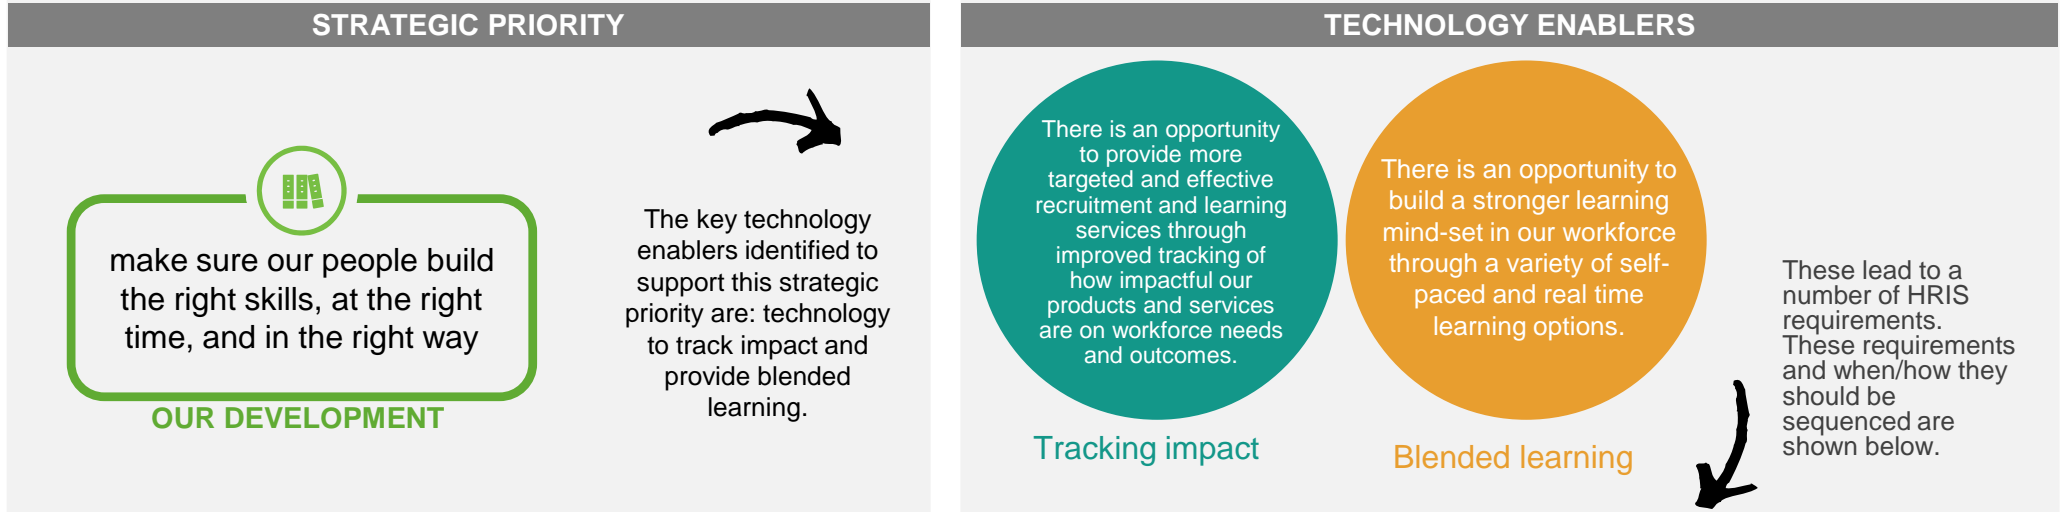 STRATEGIC PRIORITY
make sure our people build
the right skills, at the right
time, and in the right way
OUR DEVELOPMENT
The key technology
enablers identified to
support this strategic
priority are: technology
to track impact and
provide blended
learning.
TECHNOLOGY ENABLERS
There is an opportunity
to provide more
targeted and effective
recruitment and learning
services through
improved tracking of
how impactful our
products and services
are on workforce needs
and outcomes.
Tracking impact
There is an opportunity to
build a stronger learning
mind-set in our workforce
through a variety of self-
paced and real time
learning options.
Blended learning
These lead to a
number of HRIS
requirements.
These requirements
and when/how they
should be
sequenced are
shown below.